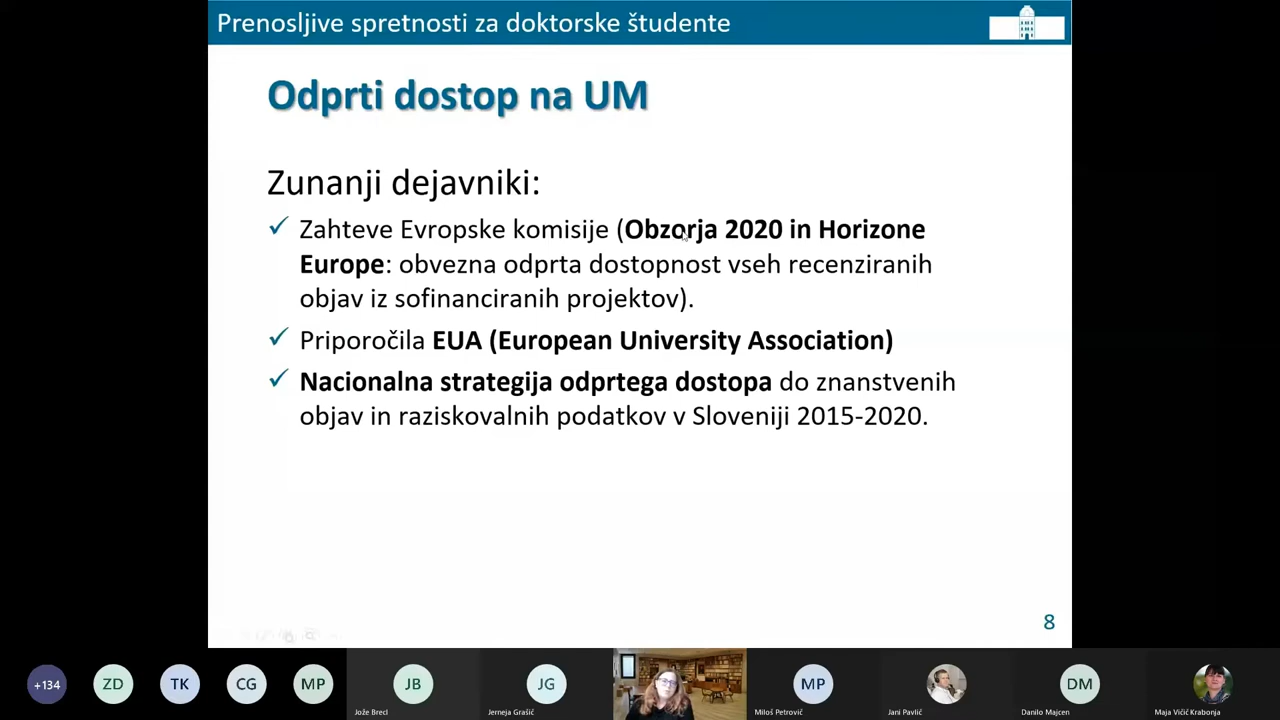 Prenosljive spretnosti za doktorske študente
Odprti dostop na UM
Zunanji dejavniki:
Zahteve Evropske komisije (Obzorja 2020 in Horizone
Europe: obvezna odprta dostopnost vseh recenziranih
objav iz sofinanciranih projektov).
Priporočila EUA (European University Association)
Nacionalna strategija odprtega dostopa do znanstvenih
objav in raziskovalnih podatkov v Sloveniji 2015-2020.
8
+134
ZD
TK
CG
MP
JB
JG
MP
DM
Jože Brecl
Jerneja Grašič
Miloš Petrovič
Jani Pavlič
Danilo Majcen
Maja Vičič Krabonja